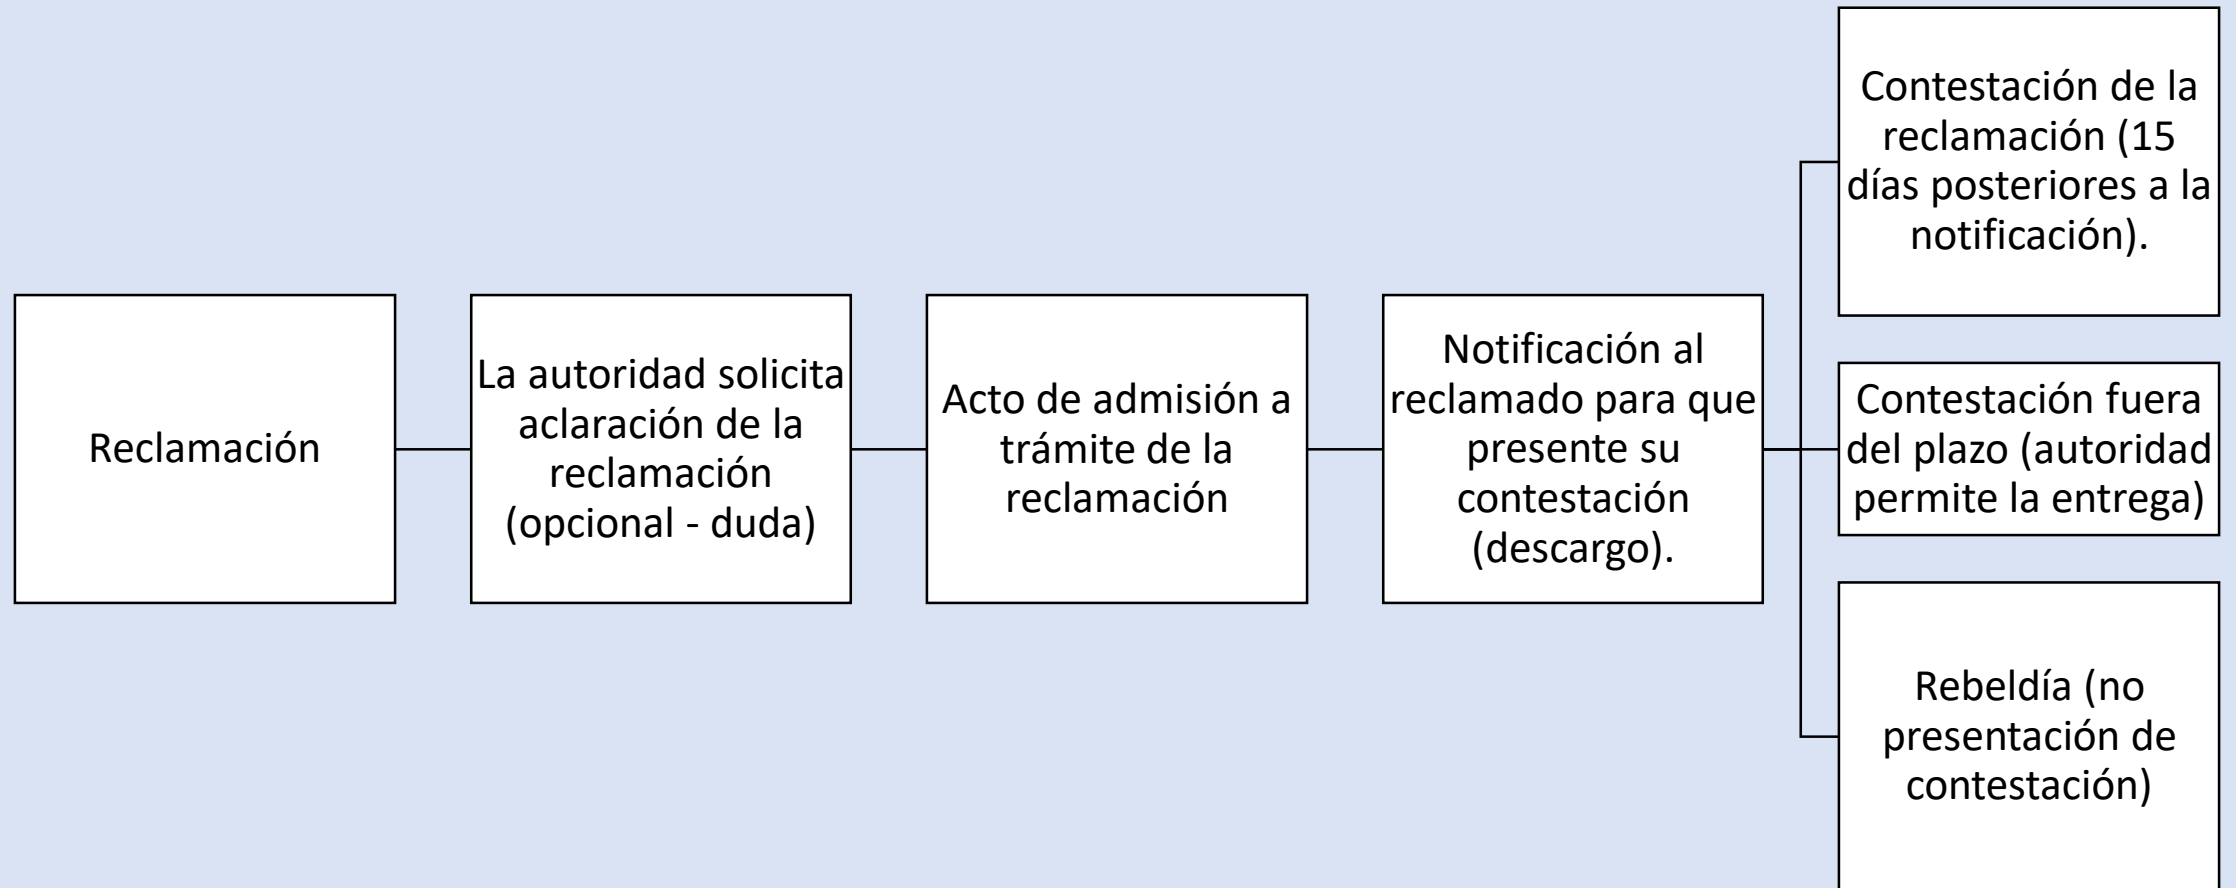 Reclamación
La autoridad solicita
aclaración de la
reclamación
(opcional - duda)
Acto de admisión a
trámite de la
reclamación
Notificación al
reclamado para que
presente su
contestación
(descargo).
Contestación de la
reclamación (15
días posteriores a la
notificación).
Contestación fuera
del plazo (autoridad
permite la entrega)
Rebeldía (no
presentación de
contestación)